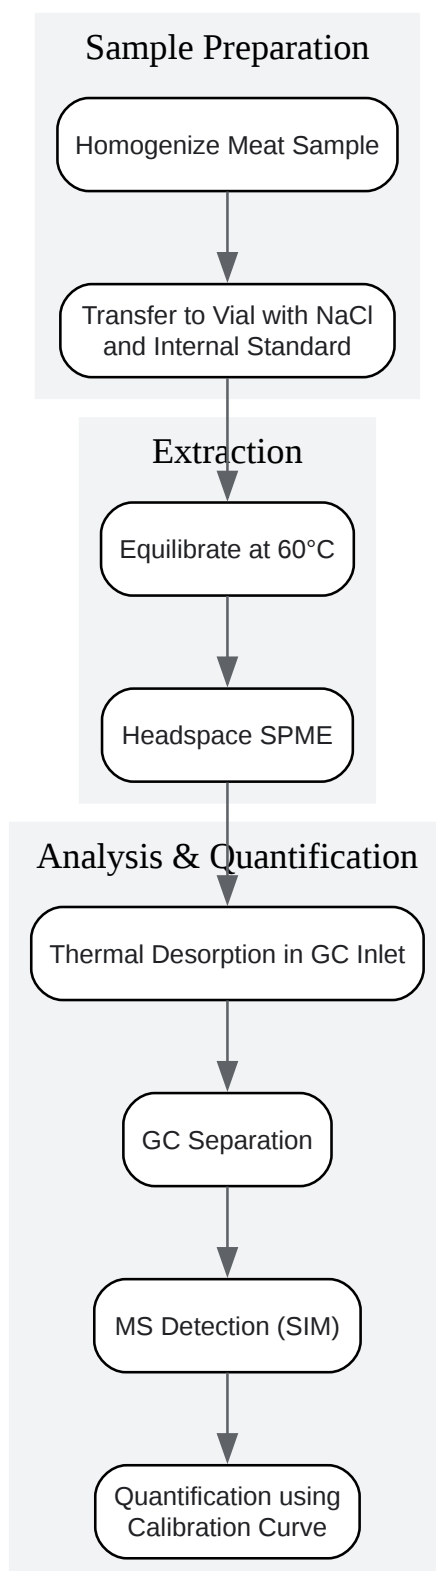 Sample Preparation
Homogenize Meat Sample
Transfer to Vial with NaCl
and Internal Standard
Extraction
Equilibrate at 60°C
Headspace SPME
Analysis & Quantification
Thermal Desorption in GC Inlet
GC Separation
MS Detection (SIM)
Quantification using
Calibration Curve